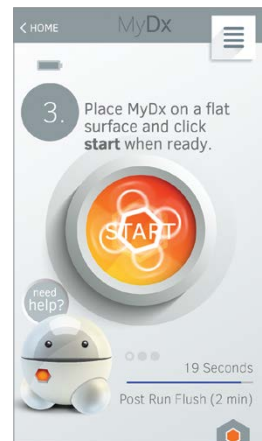 < HOME
MyDx
3.
Place MyDx on a flat
surface and click
start when ready.
START
need
help?
19 Seconds
Post Run Flush (2 min)